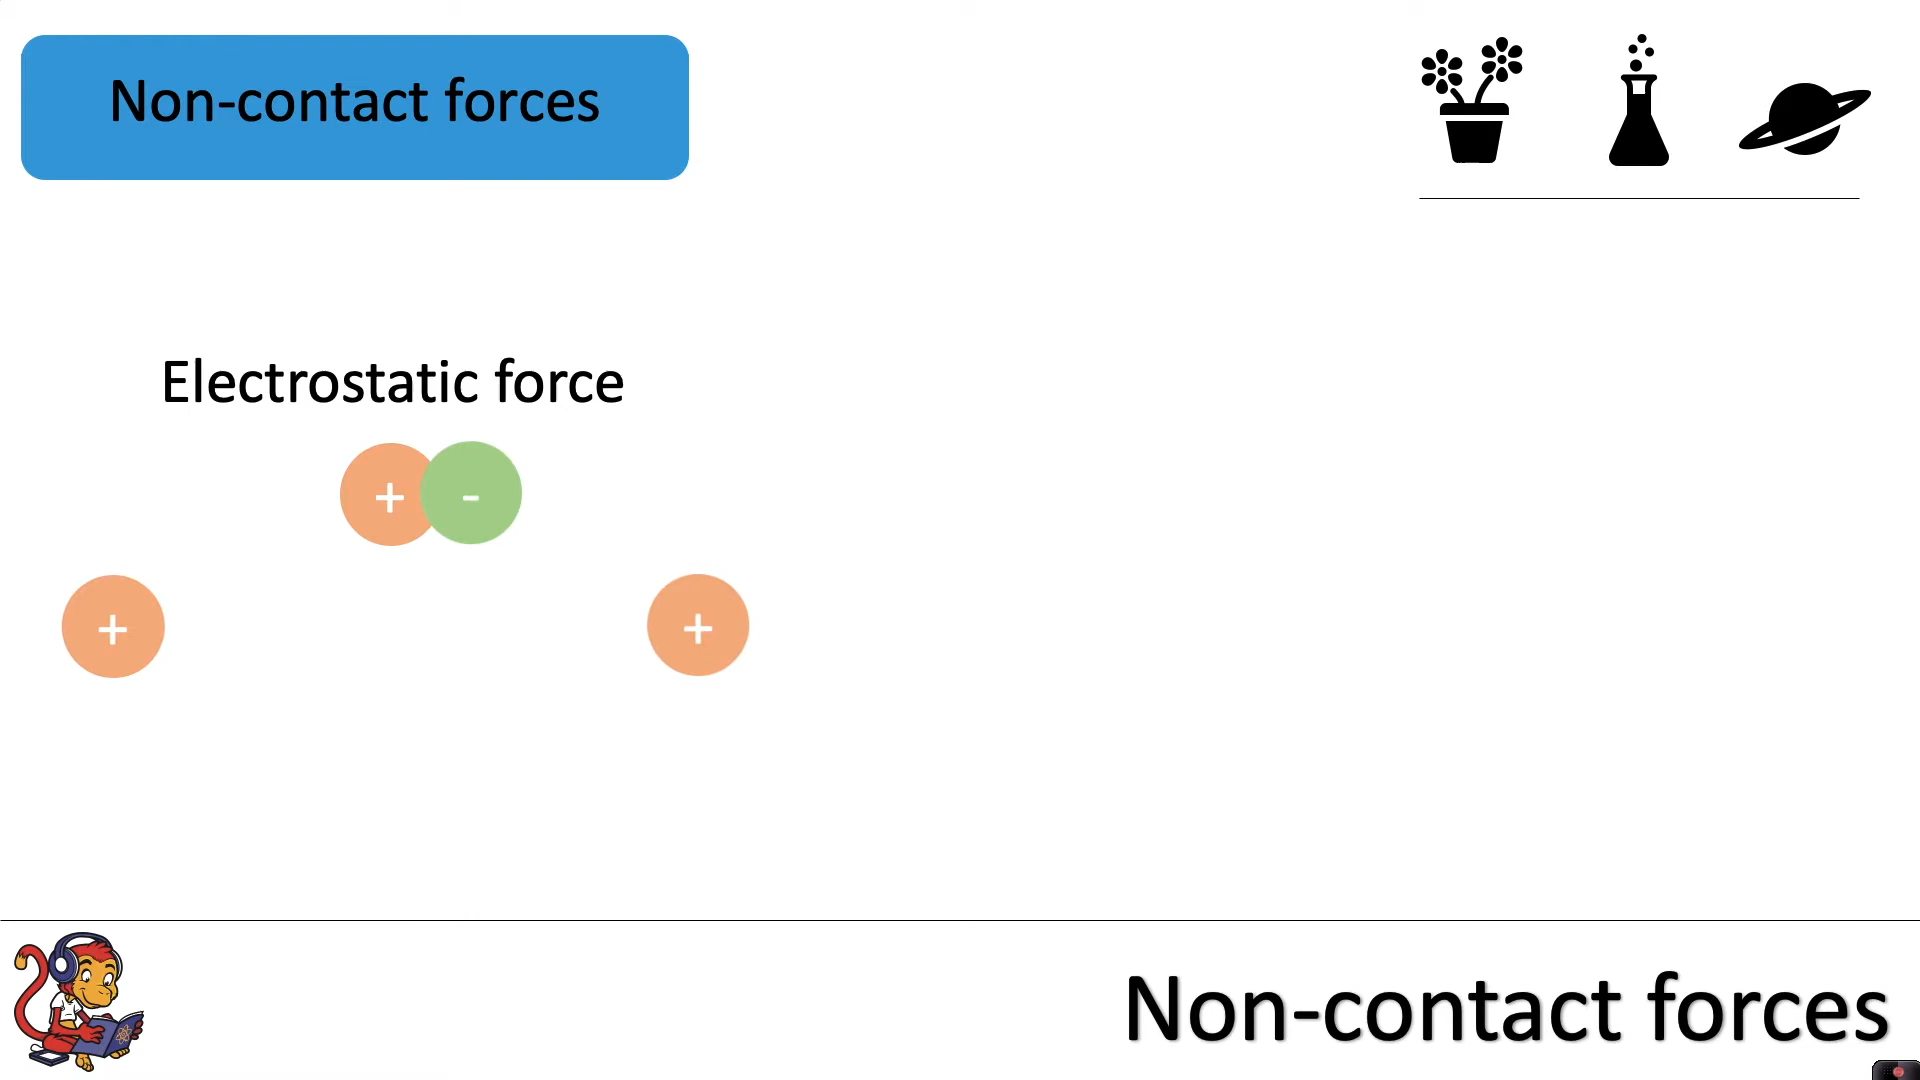 Non-contact forces
Electrostatic force
+ -
+ +
Non-contact forces